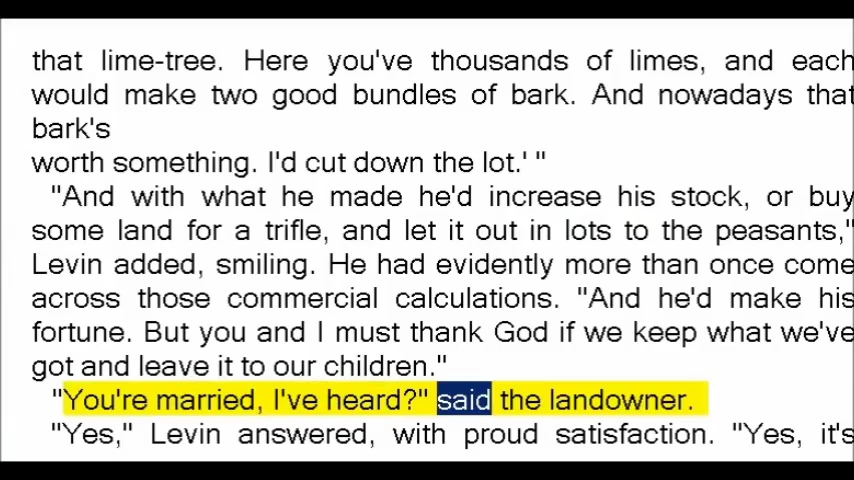 that lime-tree. Here you've thousands of limes, and each
would make two good bundles of bark. And nowadays that
bark's
worth something. I'd cut down the lot.' "
"And with what he made he'd increase his stock, or buy
some land for a trifle, and let it out in lots to the peasants,"
Levin added, smiling. He had evidently more than once come
across those commercial calculations. "And he'd make his
fortune. But you and I must thank God if we keep what we've
got and leave it to our children."
"You're married, I've heard?" said the landowner.
"Yes," Levin answered, with proud satisfaction. "Yes, it's